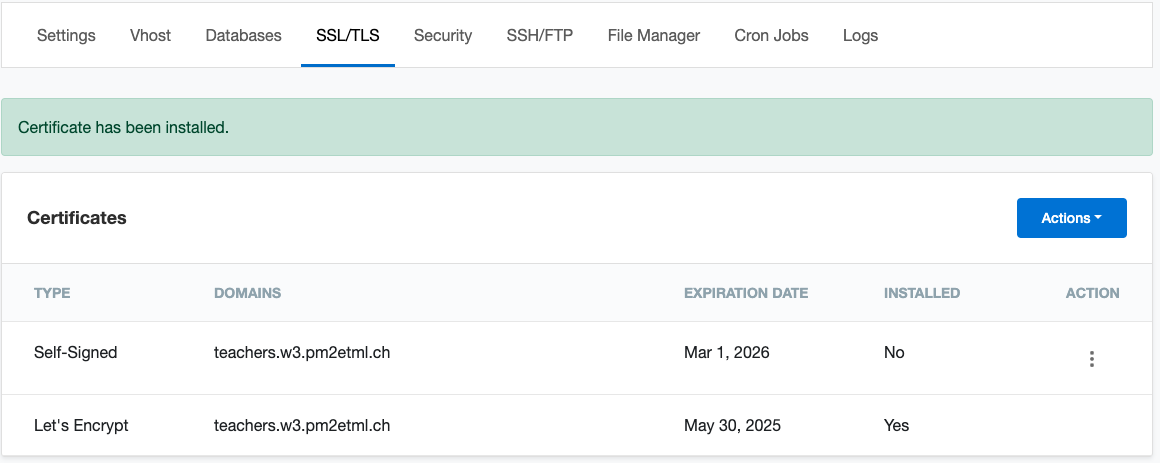 Settings Vhost Databases SSL/TLS Security SSH/FTP File Manager Cron Jobs Logs
Certificate has been installed.
Certificates Actions
TYPE DOMAINS EXPIRATION DATE INSTALLED ACTION
Self-Signed teachers.w3.pm2etml.ch Mar 1, 2026 No
Let's Encrypt teachers.w3.pm2etml.ch May 30, 2025 Yes